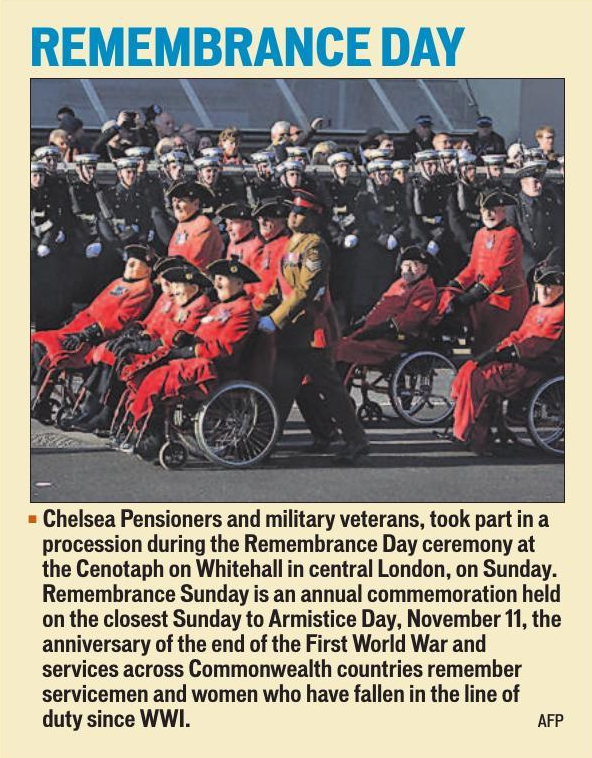 REMEMBRANCE DAY
▪ Chelsea Pensioners and military veterans, took part in a
procession during the Remembrance Day ceremony at
the Cenotaph on Whitehall in central London, on Sunday.
Remembrance Sunday is an annual commemoration held
on the closest Sunday to Armistice Day, November 11, the
anniversary of the end of the First World War and
services across Commonwealth countries remember
servicemen and women who have fallen in the line of
duty since WWI.
AFP